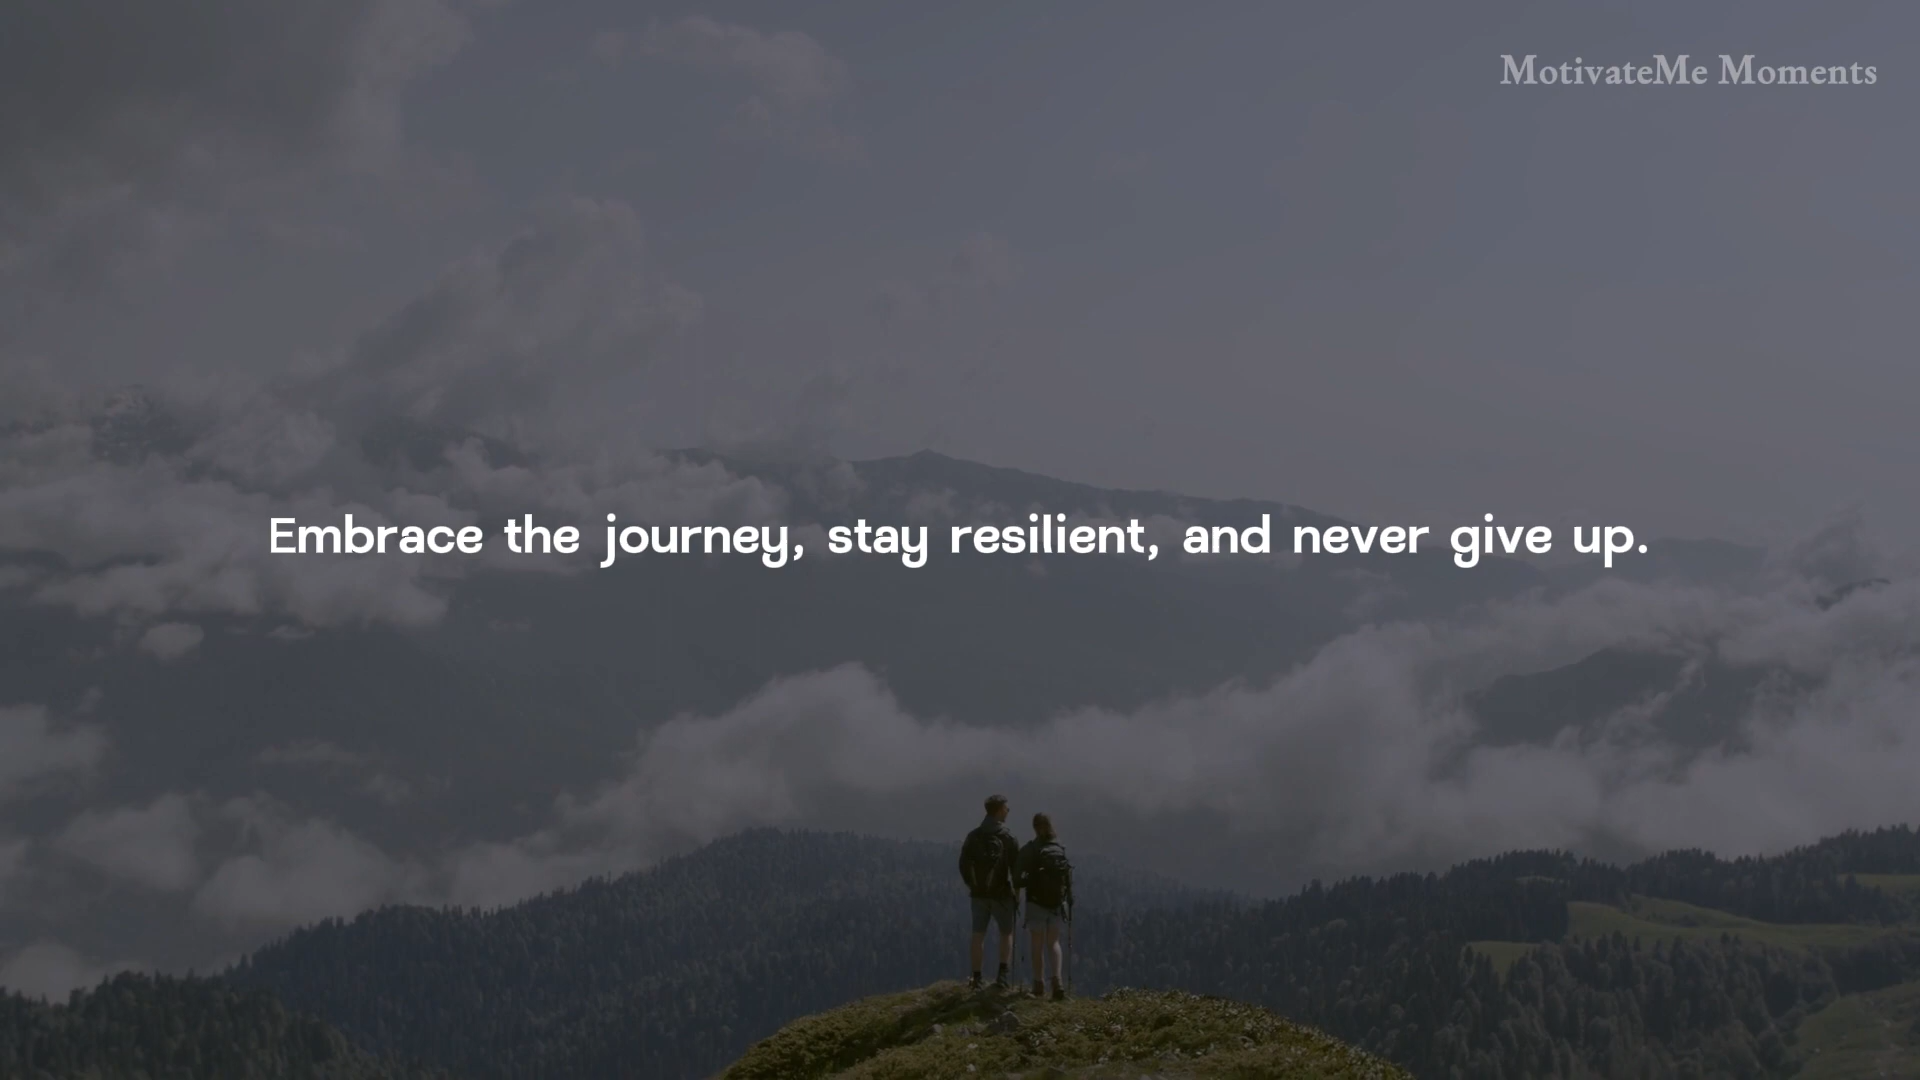 MotivateMe Moments
Embrace the journey, stay resilient, and never give up.